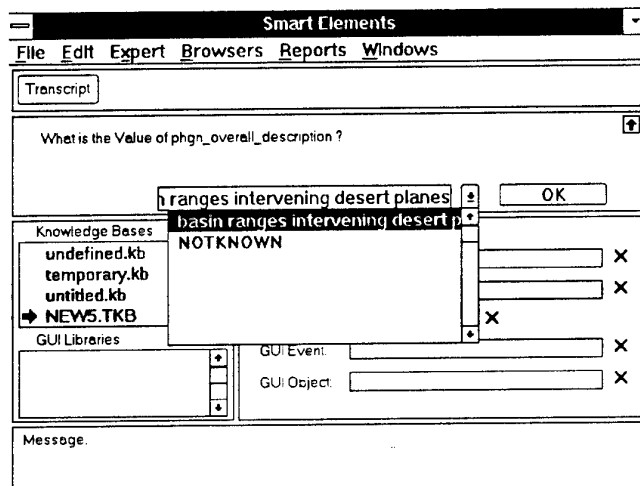 Smart Elements
File Edit Expert Browsers Reports Windows
Transcript
What is the Value of phgn_overall_description ?
ranges intervening desert planes
OK
basin ranges intervening desert p
NOTKNOWN
Knowledge Bases
undefined.kb
temporary.kb
untitled.kb
NEW5.TKB
GUI Libraries
GUI Event:
GUI Object:
Message.